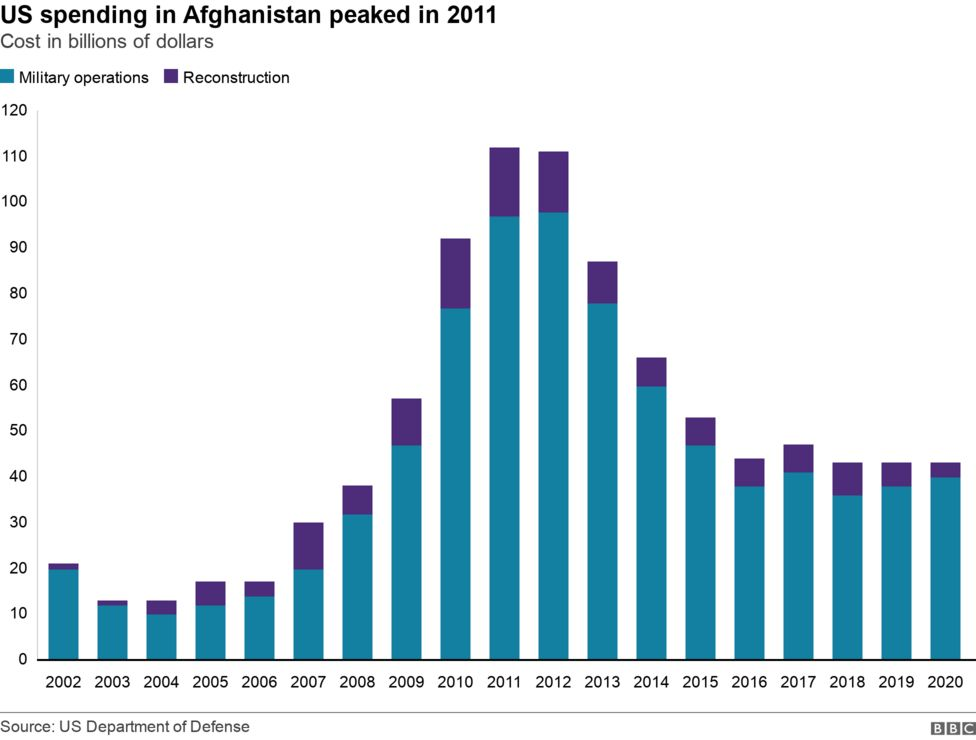 US spending in Afghanistan peaked in 2011
Cost in billions of dollars
Military operations Reconstruction
120
110
100
90
80
70
60
50
40
30
20
10
0
2002 2003 2004 2005 2006 2007 2008 2009 2010 2011 2012 2013 2014 2015 2016 2017 2018 2019 2020
Source: US Department of Defense BBC